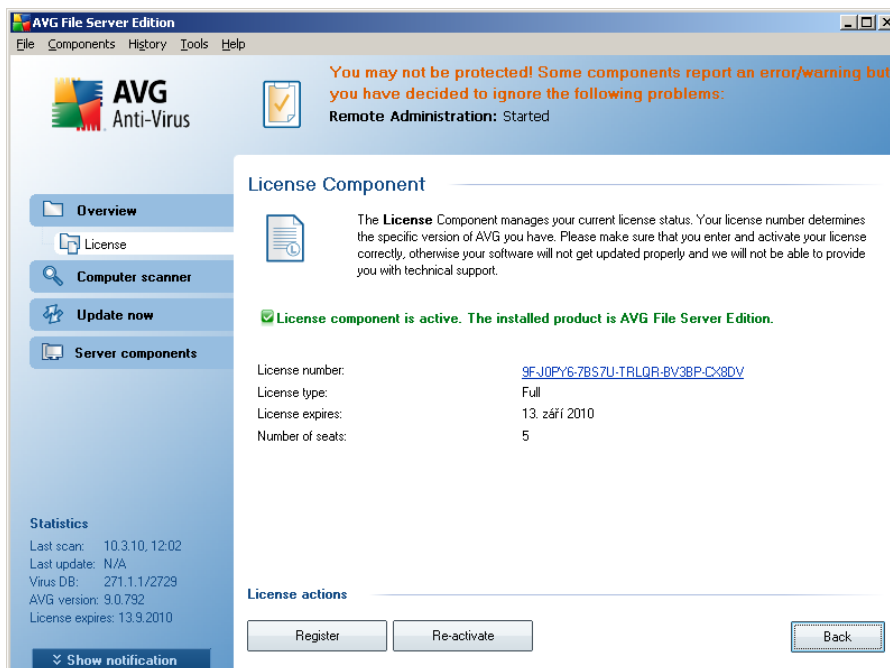 AVG File Server Edition
File Components History Tools Help
AVG
Anti-Virus
You may not be protected! Some components report an error/warning but
you have decided to ignore the following problems:
Remote Administration: Started
Overview
License
Computer scanner
Update now
Server components
License Component
The License Component manages your current license status. Your license number determines
the specific version of AVG you have. Please make sure that you enter and activate your license
correctly, otherwise your software will not get updated properly and we will not be able to provide
you with technical support.
License component is active. The installed product is AVG File Server Edition.
License number: 9F-J0PY6-7BS7U-TRLQR-BV3BP-CX8DV
License type: Full
License expires: 13. září 2010
Number of seats: 5
Statistics
Last scan: 10.3.10, 12:02
Last update: N/A
Virus DB: 271.1.1/2729
AVG version: 9.0.792
License expires: 13.9.2010
Show notification
License actions
Register Re-activate Back